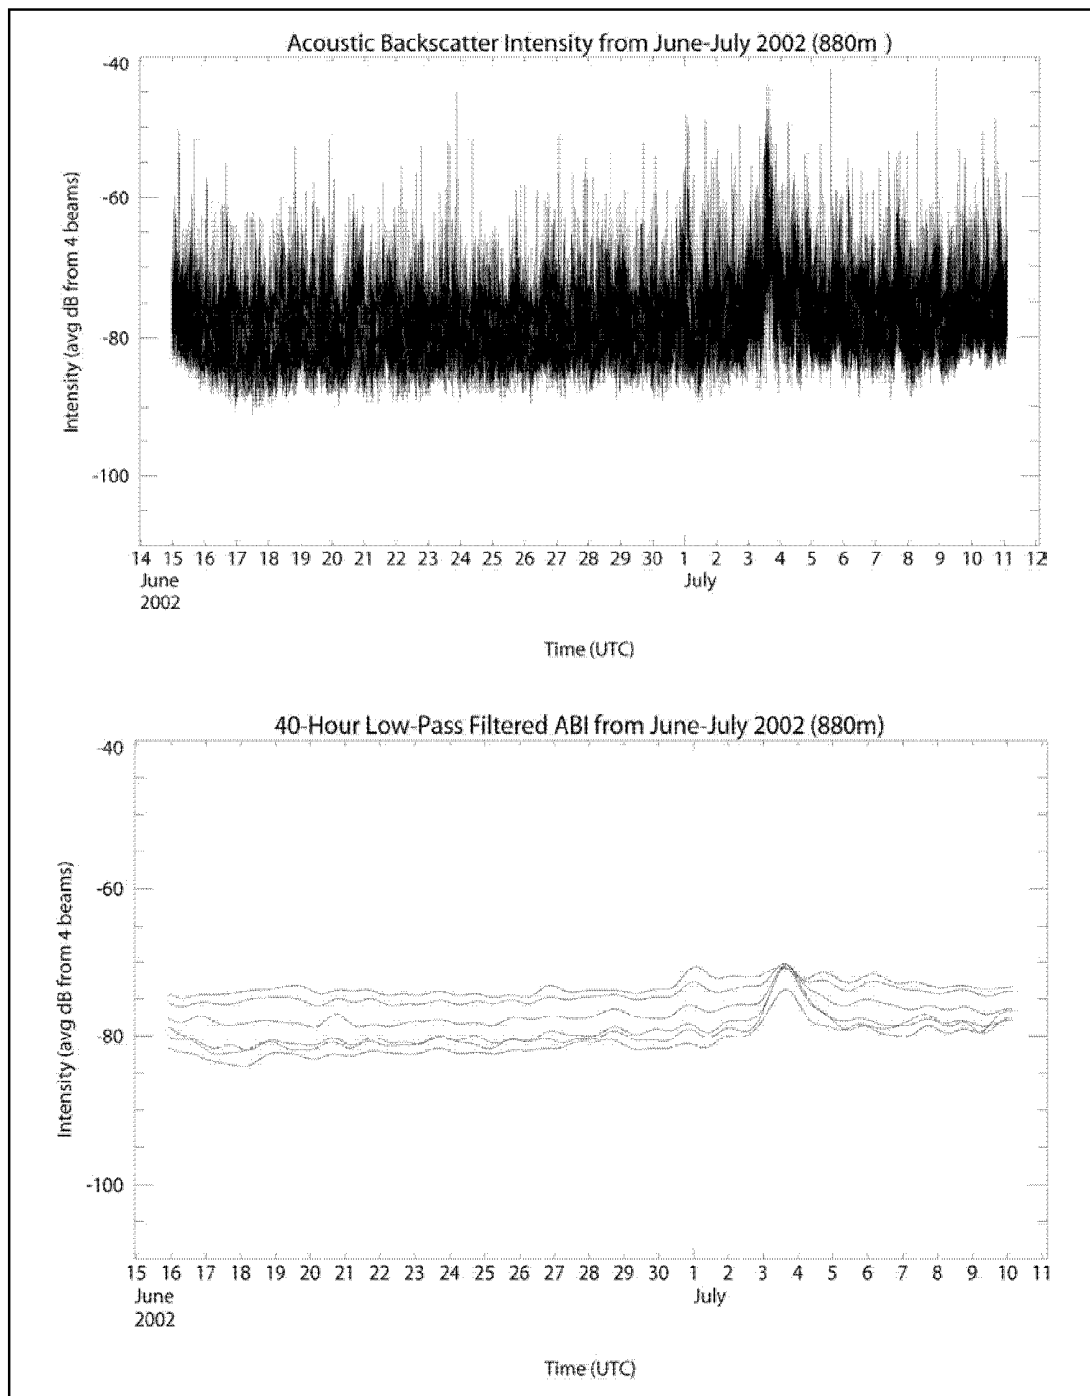 Acoustic Backscatter Intensity from June-July 2002 (880m )
-40
-60
-80
-100
Intensity (avg dB from 4 beams)
14 15 16 17 18 19 20 21 22 23 24 25 26 27 28 29 30 1 2 3 4 5 6 7 8 9 10 11 12
June July
2002
Time (UTC)
40-Hour Low-Pass Filtered ABI from June-July 2002 (880m)
-40
-60
-80
-100
Intensity (avg dB from 4 beams)
15 16 17 18 19 20 21 22 23 24 25 26 27 28 29 30 1 2 3 4 5 6 7 8 9 10 11
June July
2002
Time (UTC)